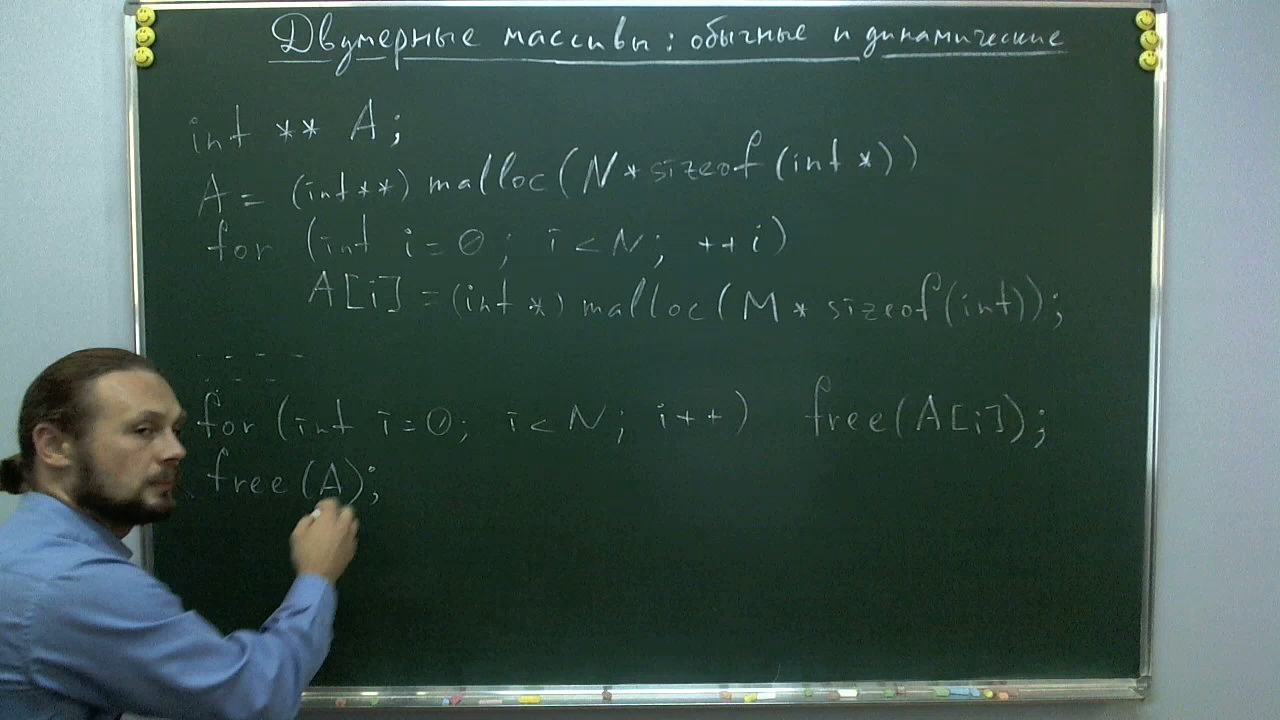 Двумерные массивы: обычные и динамические
int ** A;
A = (int**) malloc(N*sizeof(int*))
for (int i=0; i<N; ++i)
A[i] = (int*) malloc(M * sizeof(int));
for (int i=0; i<N; i++) free(A[i]);
free(A);